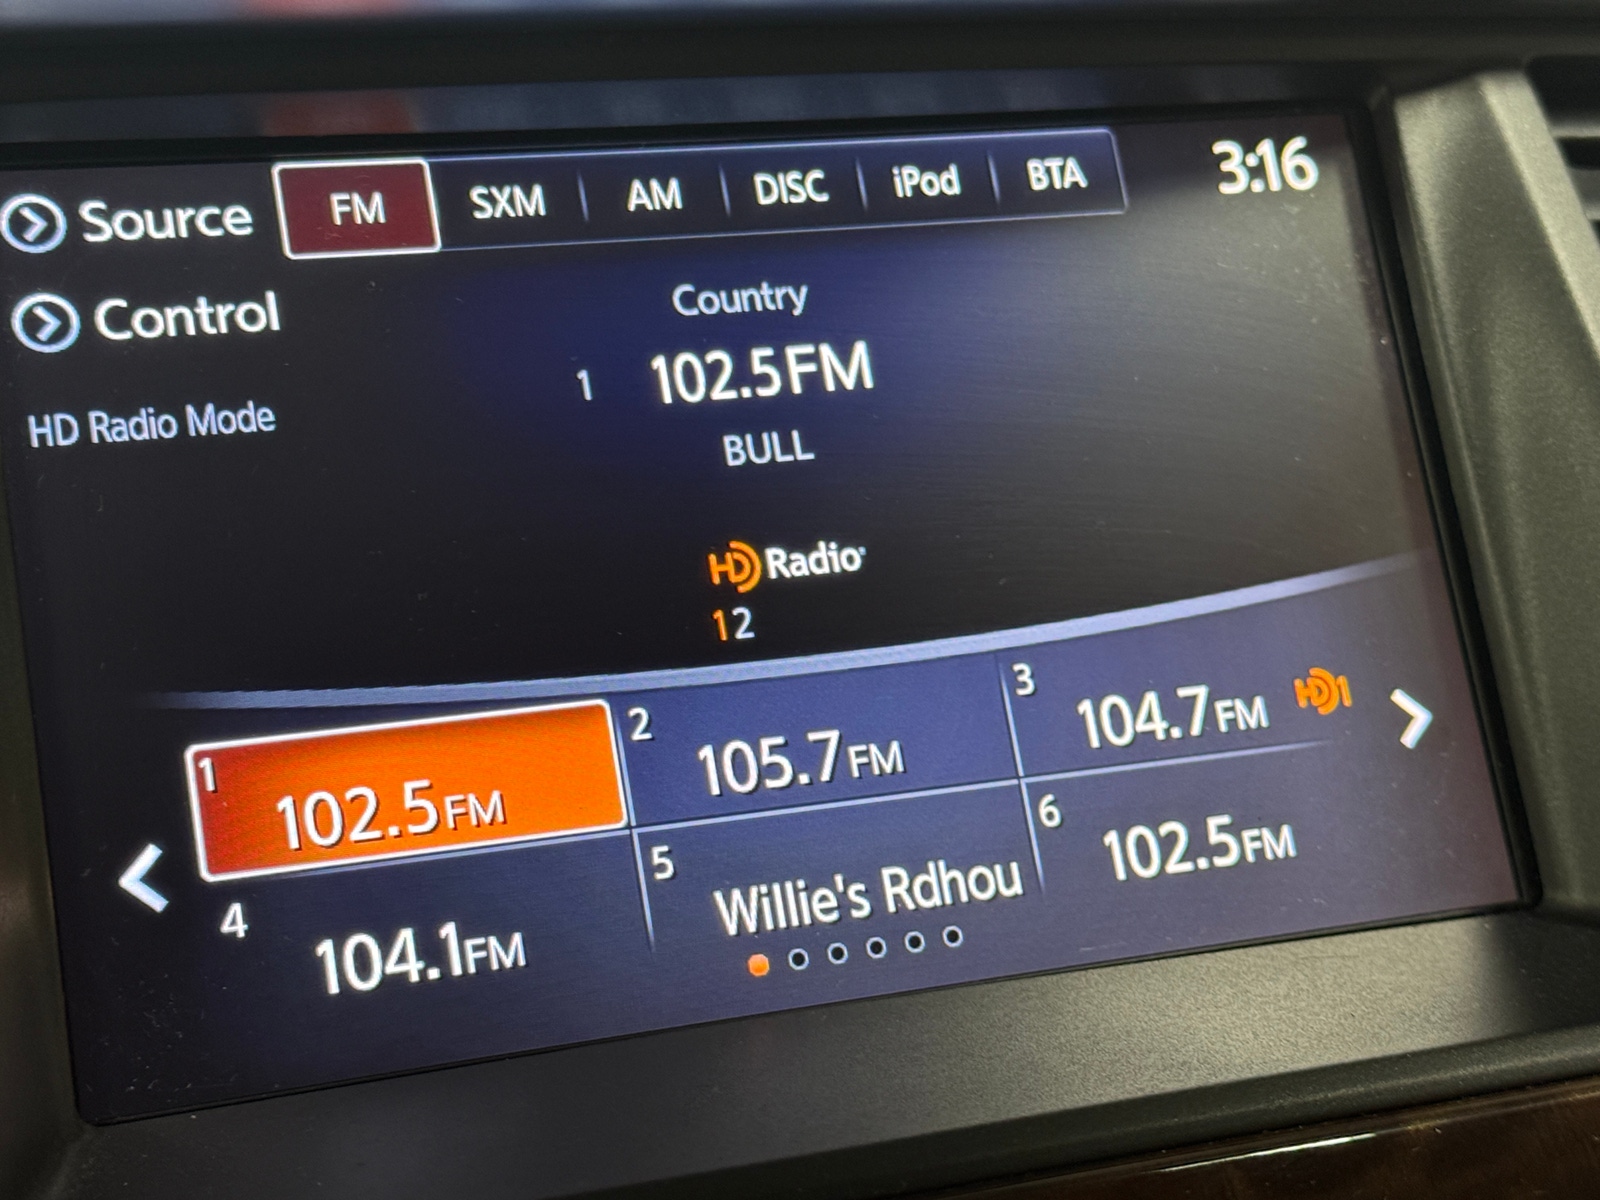 Source FM SXM AM DISC iPod BTA 3:16
Control
HD Radio Mode
Country
1 102.5FM
BULL
HD Radio
12
1 102.5FM
2 105.7FM
3 104.7FM HD1
4 104.1FM
5 Willie's Rdhou
6 102.5FM